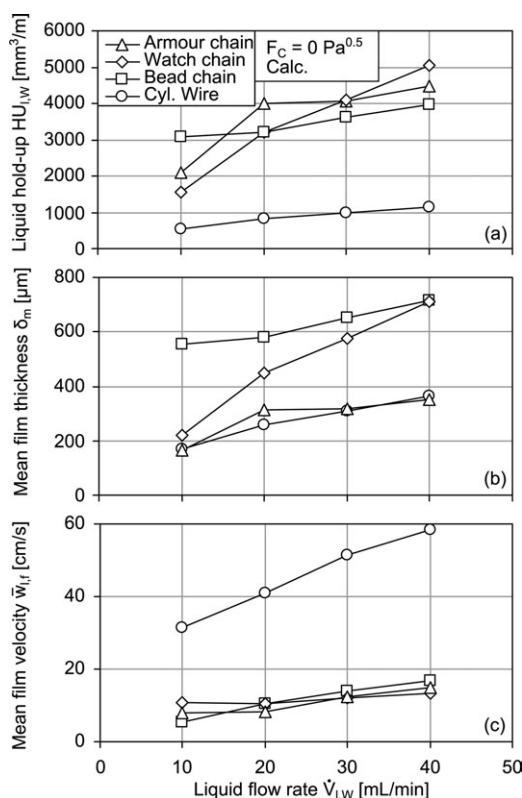 Liquid hold-up HU_l,W [mm³/m]
6000
5000
4000
3000
2000
1000
0
Armour chain
Watch chain
Bead chain
Cyl. Wire
F_C = 0 Pa^0.5
Calc.
(a)
Mean film thickness δ_m [µm]
800
600
400
200
0
(b)
Mean film velocity w̄_l,f [cm/s]
60
40
20
0
(c)
0 10 20 30 40 50
Liquid flow rate V̇_l,W [mL/min]